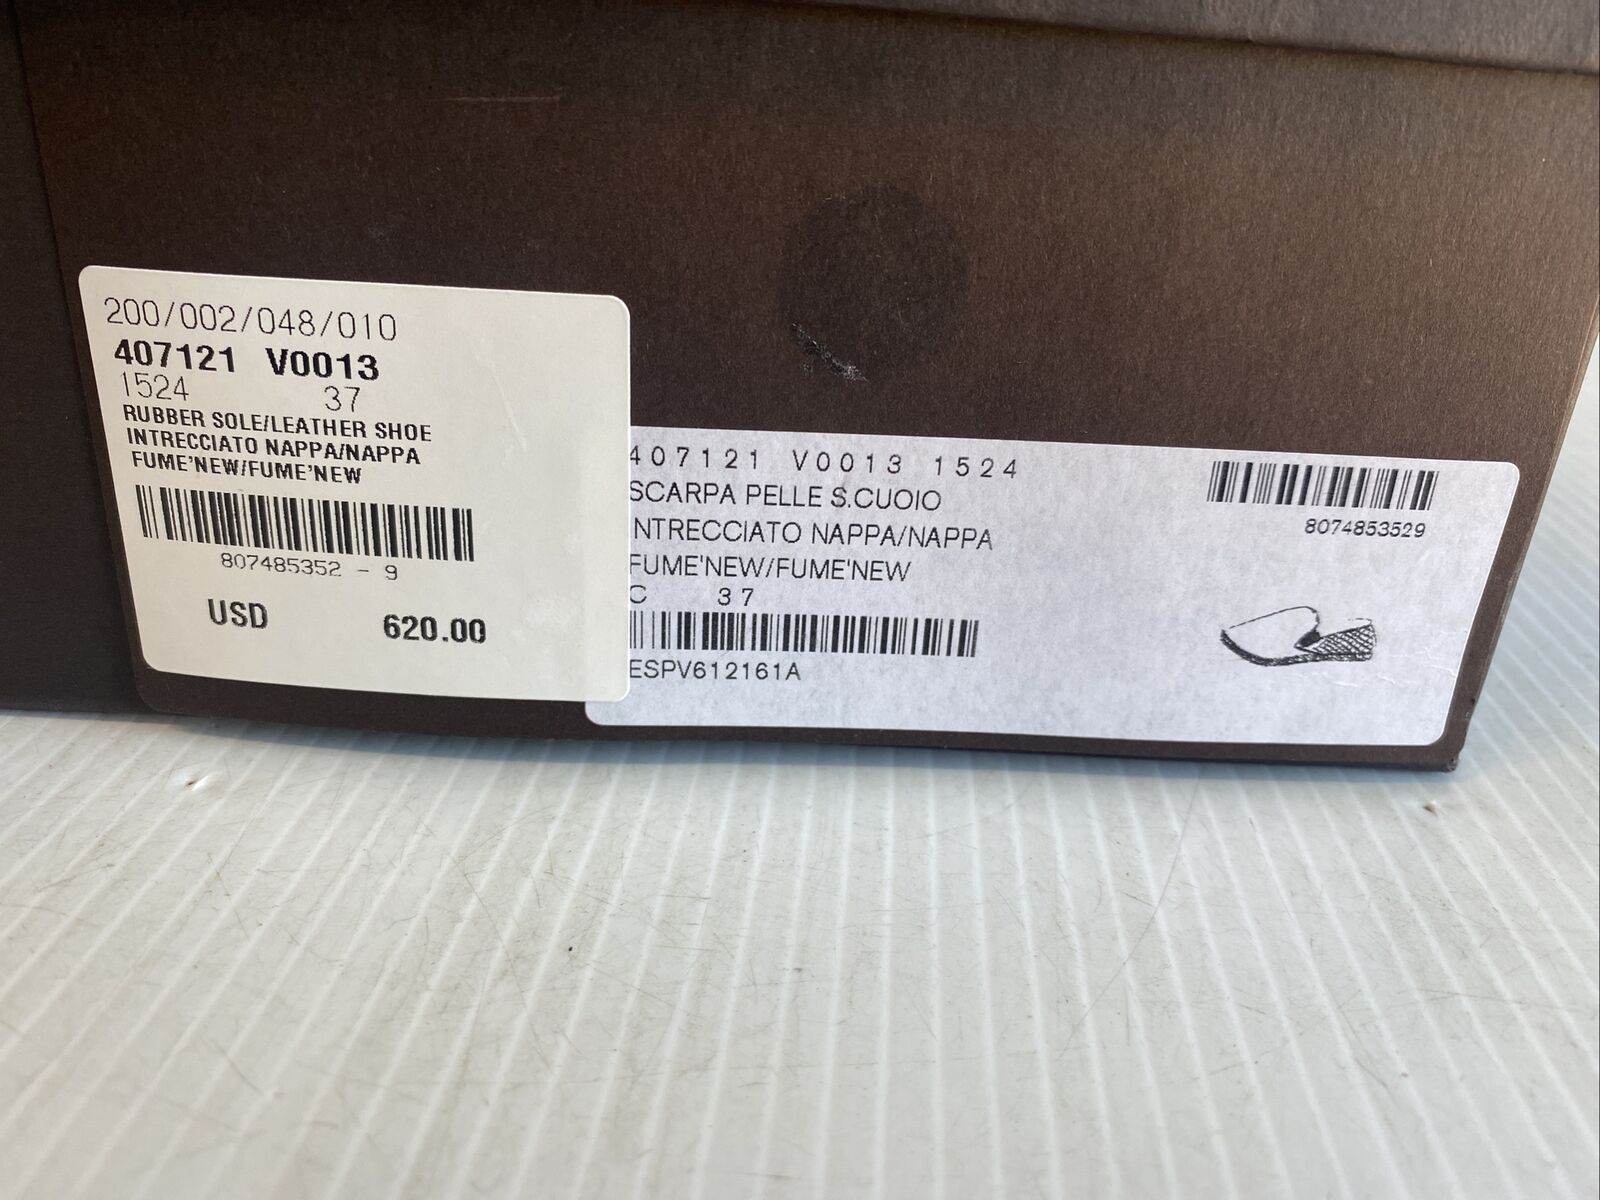 200/002/048/010
407121 V0013
1524 37
RUBBER SOLE/LEATHER SHOE
INTRECCIATO NAPPA/NAPPA
FUME'NEW/FUME'NEW
807485352 - 9
USD 620.00
407121 V0013 1524
SCARPA PELLE S.CUOIO
INTRECCIATO NAPPA/NAPPA
FUME'NEW/FUME'NEW
C 37
ESPV612161A
8074853529